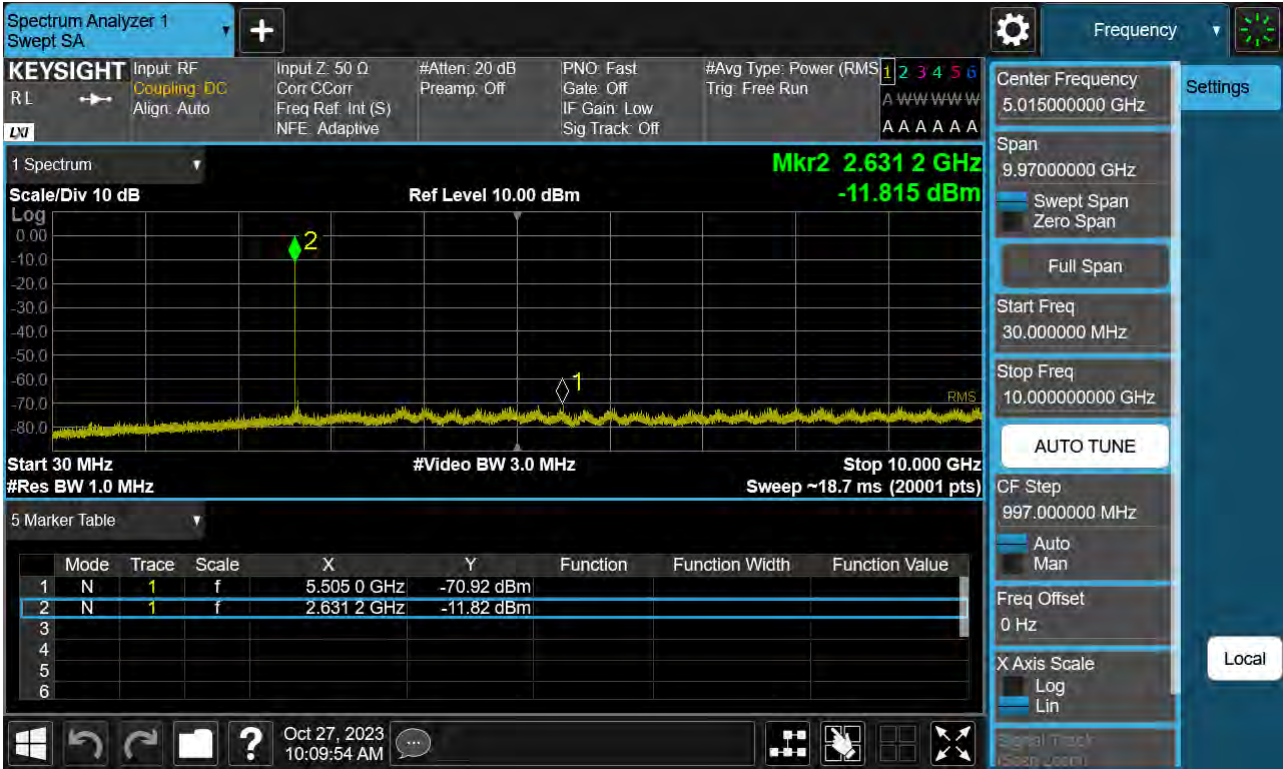 Spectrum Analyzer 1
Swept SA
+
Frequency
KEYSIGHT
RL
LXI
Input: RF
Coupling: DC
Align: Auto
Input Z: 50 Ω
Corr CCorr
Freq Ref: Int (S)
NFE: Adaptive
#Atten: 20 dB
Preamp: Off
PNO: Fast
Gate: Off
IF Gain: Low
Sig Track: Off
#Avg Type: Power (RMS
Trig: Free Run
1 2 3 4 5 6
A W W W W W
A A A A A A
1 Spectrum
Mkr2 2.631 2 GHz
Scale/Div 10 dB
Ref Level 10.00 dBm
-11.815 dBm
Log
0.00
-10.0
-20.0
-30.0
-40.0
-50.0
-60.0
-70.0
-80.0
2
1
RMS
Start 30 MHz
#Video BW 3.0 MHz
Stop 10.000 GHz
#Res BW 1.0 MHz
Sweep ~18.7 ms (20001 pts)
5 Marker Table
Mode Trace Scale X Y Function Function Width Function Value
1 N 1 f 5.505 0 GHz -70.92 dBm
2 N 1 f 2.631 2 GHz -11.82 dBm
3
4
5
6
Oct 27, 2023
10:09:54 AM
?
Center Frequency
5.015000000 GHz
Settings
Span
9.97000000 GHz
Swept Span
Zero Span
Full Span
Start Freq
30.000000 MHz
Stop Freq
10.000000000 GHz
AUTO TUNE
CF Step
997.000000 MHz
Auto
Man
Freq Offset
0 Hz
X Axis Scale
Log
Lin
Local
Signal Track
(Span Zoom)